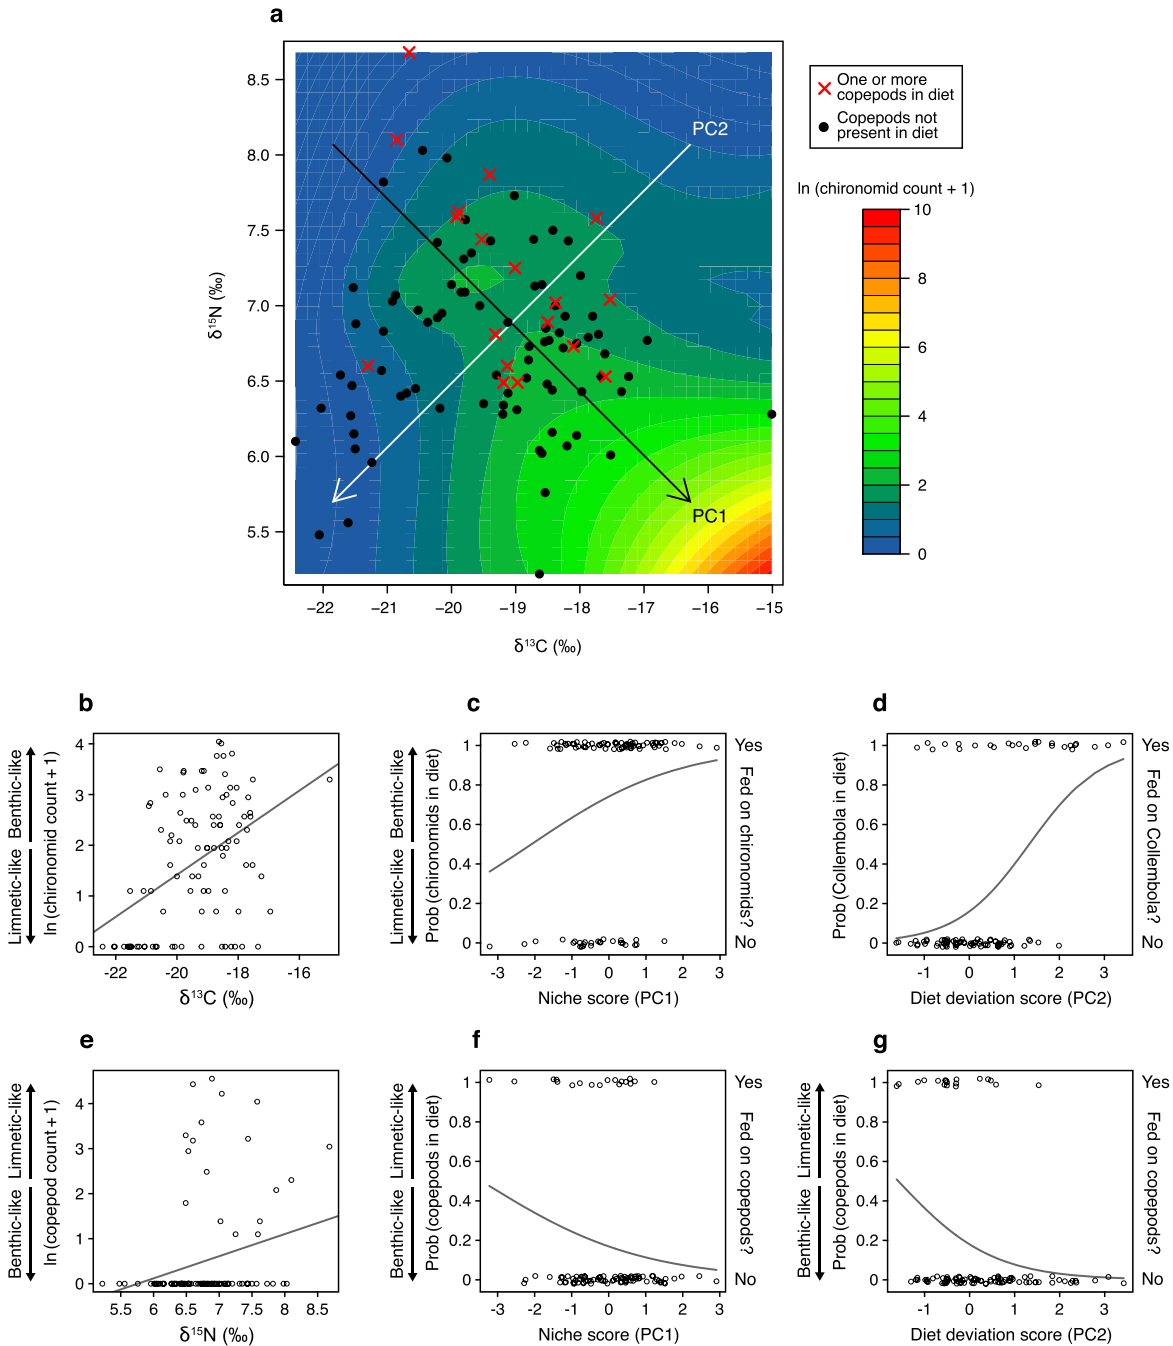 a
8.5
8.0
7.5
7.0
6.5
6.0
5.5
δ¹⁵N (‰)
PC2
PC1
−22
−21
−20
−19
−18
−17
−16
−15
δ¹³C (‰)
One or more
copepods in diet
Copepods not
present in diet
ln (chironomid count + 1)
10
8
6
4
2
0
b
Limnetic-like
Benthic-like
ln (chironomid count + 1)
4
3
2
1
0
-22
-20
-18
-16
δ¹³C (‰)
c
Limnetic-like
Benthic-like
Prob (chironomids in diet)
1
0.8
0.6
0.4
0.2
0
-3
-2
-1
0
1
2
3
Niche score (PC1)
Yes
Fed on chironomids?
No
d
Prob (Collembola in diet)
1
0.8
0.6
0.4
0.2
0
-1
0
1
2
3
Diet deviation score (PC2)
Yes
Fed on Collembola?
No
e
Benthic-like
Limnetic-like
ln (copepod count + 1)
4
3
2
1
0
5.5
6
6.5
7
7.5
8
8.5
δ¹⁵N (‰)
f
Benthic-like
Limnetic-like
Prob (copepods in diet)
1
0.8
0.6
0.4
0.2
0
-3
-2
-1
0
1
2
3
Niche score (PC1)
Yes
Fed on copepods?
No
g
Benthic-like
Limnetic-like
Prob (copepods in diet)
1
0.8
0.6
0.4
0.2
0
-1
0
1
2
3
Diet deviation score (PC2)
Yes
Fed on copepods?
No